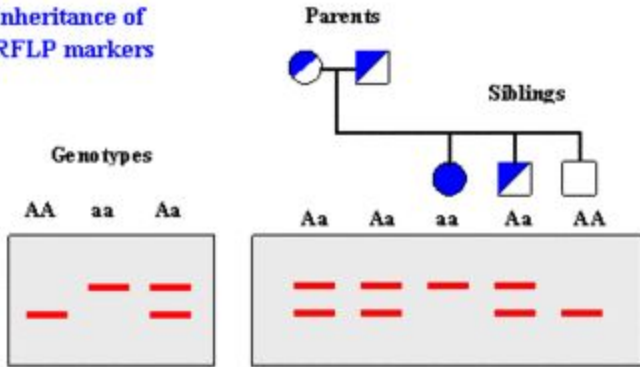 nheritance of
RFLP markers
Parents
Siblings
Genotypes
AA aa Aa
Aa Aa aa Aa AA